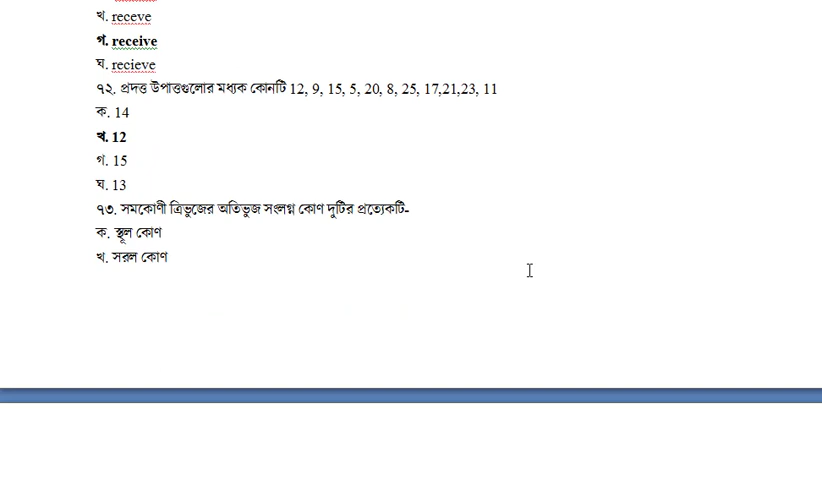 খ. receve
গ. receive
ঘ. recieve
৭২. প্রদত্ত উপাত্তগুলোর মধ্যক কোনটি 12, 9, 15, 5, 20, 8, 25, 17,21,23, 11
ক. 14
খ. 12
গ. 15
ঘ. 13
৭৩. সমকোণী ত্রিভুজের অতিভুজ সংলগ্ন কোণ দুটির প্রত্যেকটি-
ক. স্থূল কোণ
খ. সরল কোণ